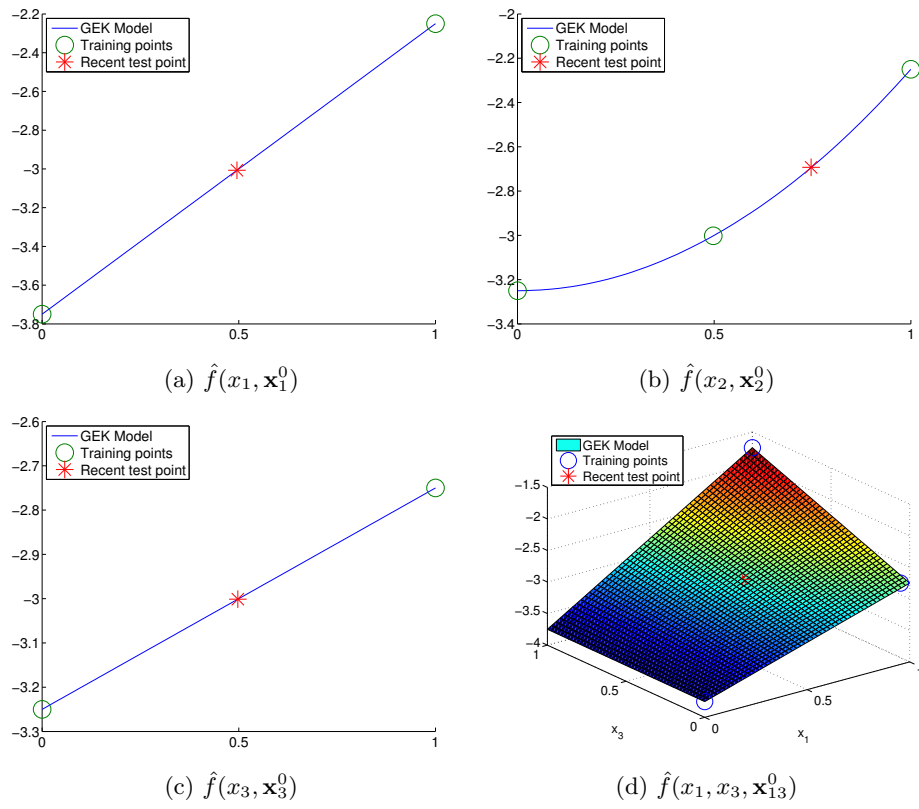 -2.2
-2.4
-2.6
-2.8
-3
-3.2
-3.4
-3.6
-3.8
0
0.5
1
GEK Model
Training points
Recent test point
(a) f̂(x₁, x₁⁰)
-2
-2.2
-2.4
-2.6
-2.8
-3
-3.2
-3.4
0
0.5
1
GEK Model
Training points
Recent test point
(b) f̂(x₂, x₂⁰)
-2.6
-2.7
-2.8
-2.9
-3
-3.1
-3.2
-3.3
0
0.5
1
GEK Model
Training points
Recent test point
(c) f̂(x₃, x₃⁰)
GEK Model
Training points
Recent test point
-1.5
-2
-2.5
-3
-3.5
-4
1
0.5
0
x₃
0
0.5
x₁
(d) f̂(x₁, x₃, x₁₃⁰)